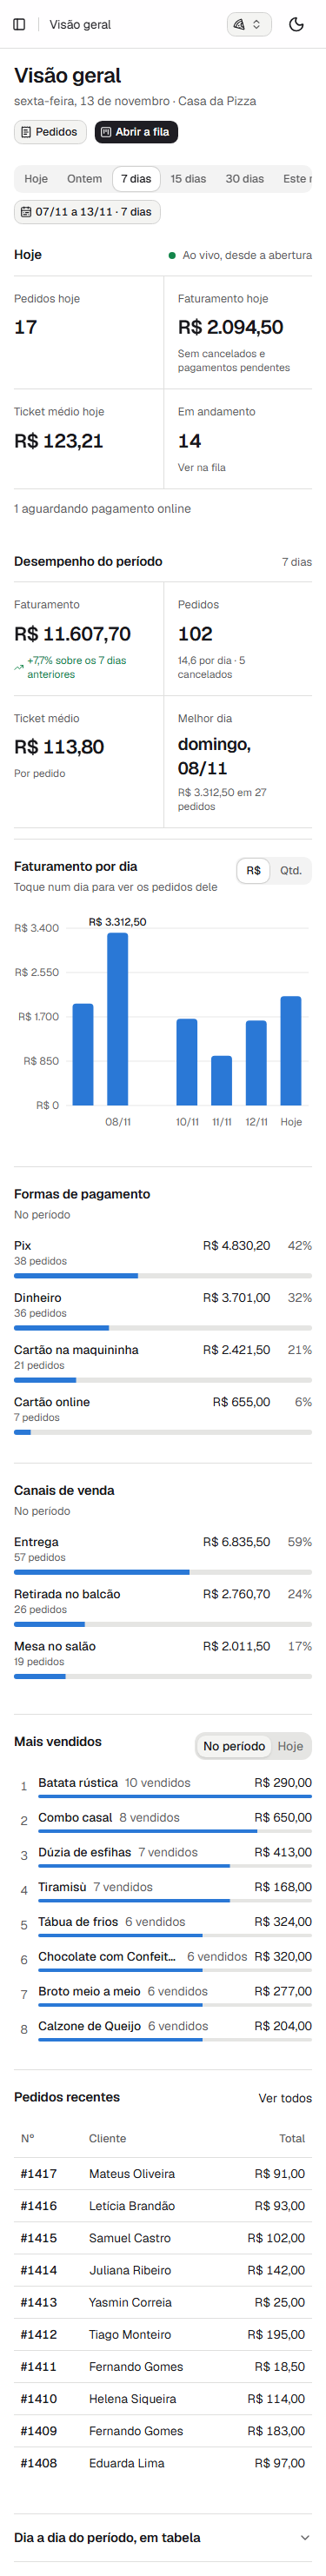 Visão geral
Visão geral
sexta-feira, 13 de novembro · Casa da Pizza
Pedidos
Abrir a fila
Hoje Ontem 7 dias 15 dias 30 dias Este
07/11 a 13/11 · 7 dias
Hoje
Ao vivo, desde a abertura
Pedidos hoje
17
Faturamento hoje
R$ 2.094,50
Sem cancelados e
pagamentos pendentes
Ticket médio hoje
R$ 123,21
Em andamento
14
Ver na fila
1 aguardando pagamento online
Desempenho do período
7 dias
Faturamento
R$ 11.607,70
+7,7% sobre os 7 dias
anteriores
Pedidos
102
14,6 por dia · 5
cancelados
Ticket médio
R$ 113,80
Por pedido
Melhor dia
domingo,
08/11
R$ 3.312,50 em 27
pedidos
Faturamento por dia
Toque num dia para ver os pedidos dele
R$ Qtd.
R$ 3.312,50
R$ 3.400
R$ 2.550
R$ 1.700
R$ 850
R$ 0
08/11 10/11 11/11 12/11 Hoje
Formas de pagamento
No período
Pix R$ 4.830,20 42%
38 pedidos
Dinheiro R$ 3.701,00 32%
36 pedidos
Cartão na maquininha R$ 2.421,50 21%
21 pedidos
Cartão online R$ 655,00 6%
7 pedidos
Canais de venda
No período
Entrega R$ 6.835,50 59%
57 pedidos
Retirada no balcão R$ 2.760,70 24%
26 pedidos
Mesa no salão R$ 2.011,50 17%
19 pedidos
Mais vendidos
No período Hoje
1 Batata rústica 10 vendidos R$ 290,00
2 Combo casal 8 vendidos R$ 650,00
3 Dúzia de esfihas 7 vendidos R$ 413,00
4 Tiramisù 7 vendidos R$ 168,00
5 Tábua de frios 6 vendidos R$ 324,00
6 Chocolate com Confeit... 6 vendidos R$ 320,00
7 Broto meio a meio 6 vendidos R$ 277,00
8 Calzone de Queijo 6 vendidos R$ 204,00
Pedidos recentes
Ver todos
N° Cliente Total
#1417 Mateus Oliveira R$ 91,00
#1416 Letícia Brandão R$ 93,00
#1415 Samuel Castro R$ 102,00
#1414 Juliana Ribeiro R$ 142,00
#1413 Yasmin Correia R$ 25,00
#1412 Tiago Monteiro R$ 195,00
#1411 Fernando Gomes R$ 18,50
#1410 Helena Siqueira R$ 114,00
#1409 Fernando Gomes R$ 183,00
#1408 Eduarda Lima R$ 97,00
Dia a dia do período, em tabela